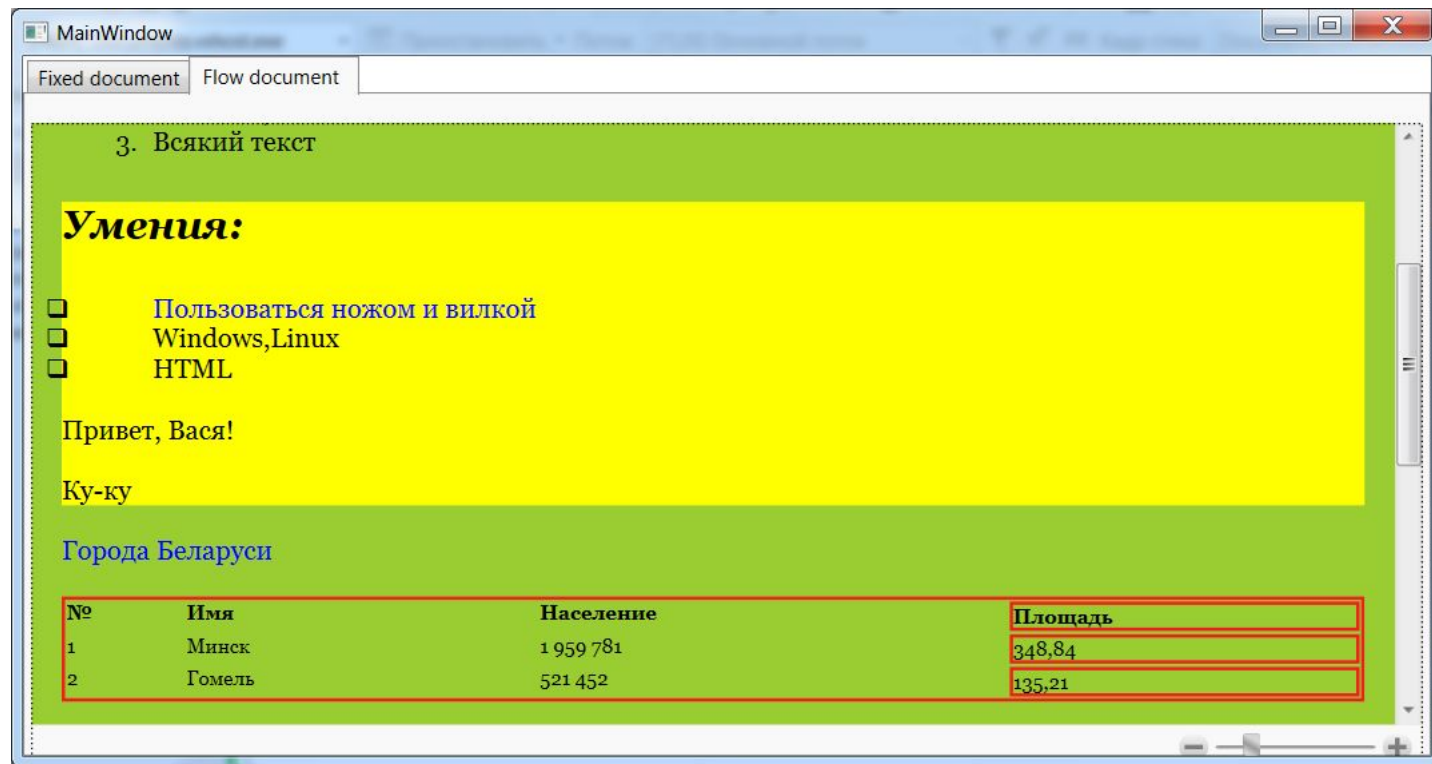 MainWindow
Fixed document Flow document
3. Всякий текст
Умения:
Пользоваться ножом и вилкой
Windows,Linux
HTML
Привет, Вася!
Ку-ку
Города Беларуси
№ Имя Население Площадь
1 Минск 1 959 781 348,84
2 Гомель 521 452 135,21